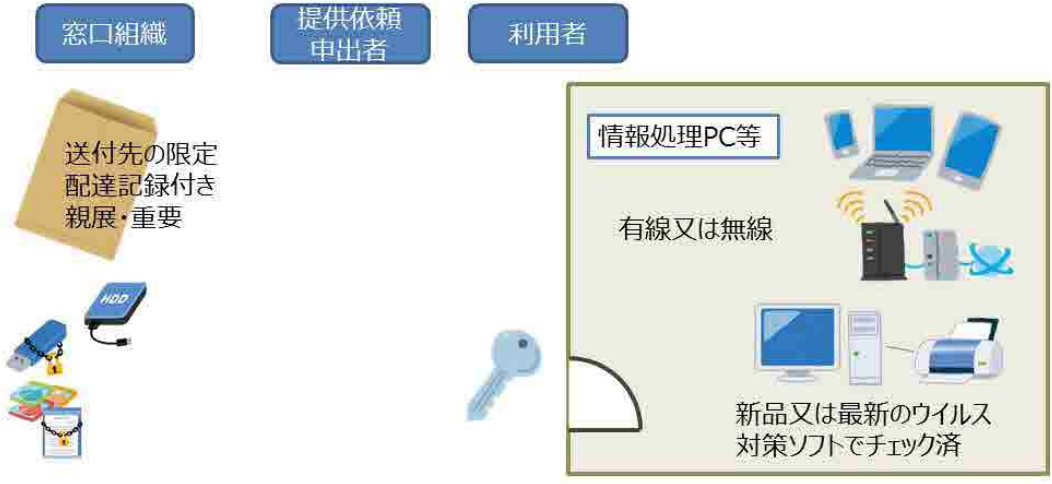 窓口組織
提供依頼
申出者
利用者
送付先の限定
配達記録付き
親展・重要
情報処理PC等
有線又は無線
HDD
新品又は最新のウイルス
対策ソフトでチェック済